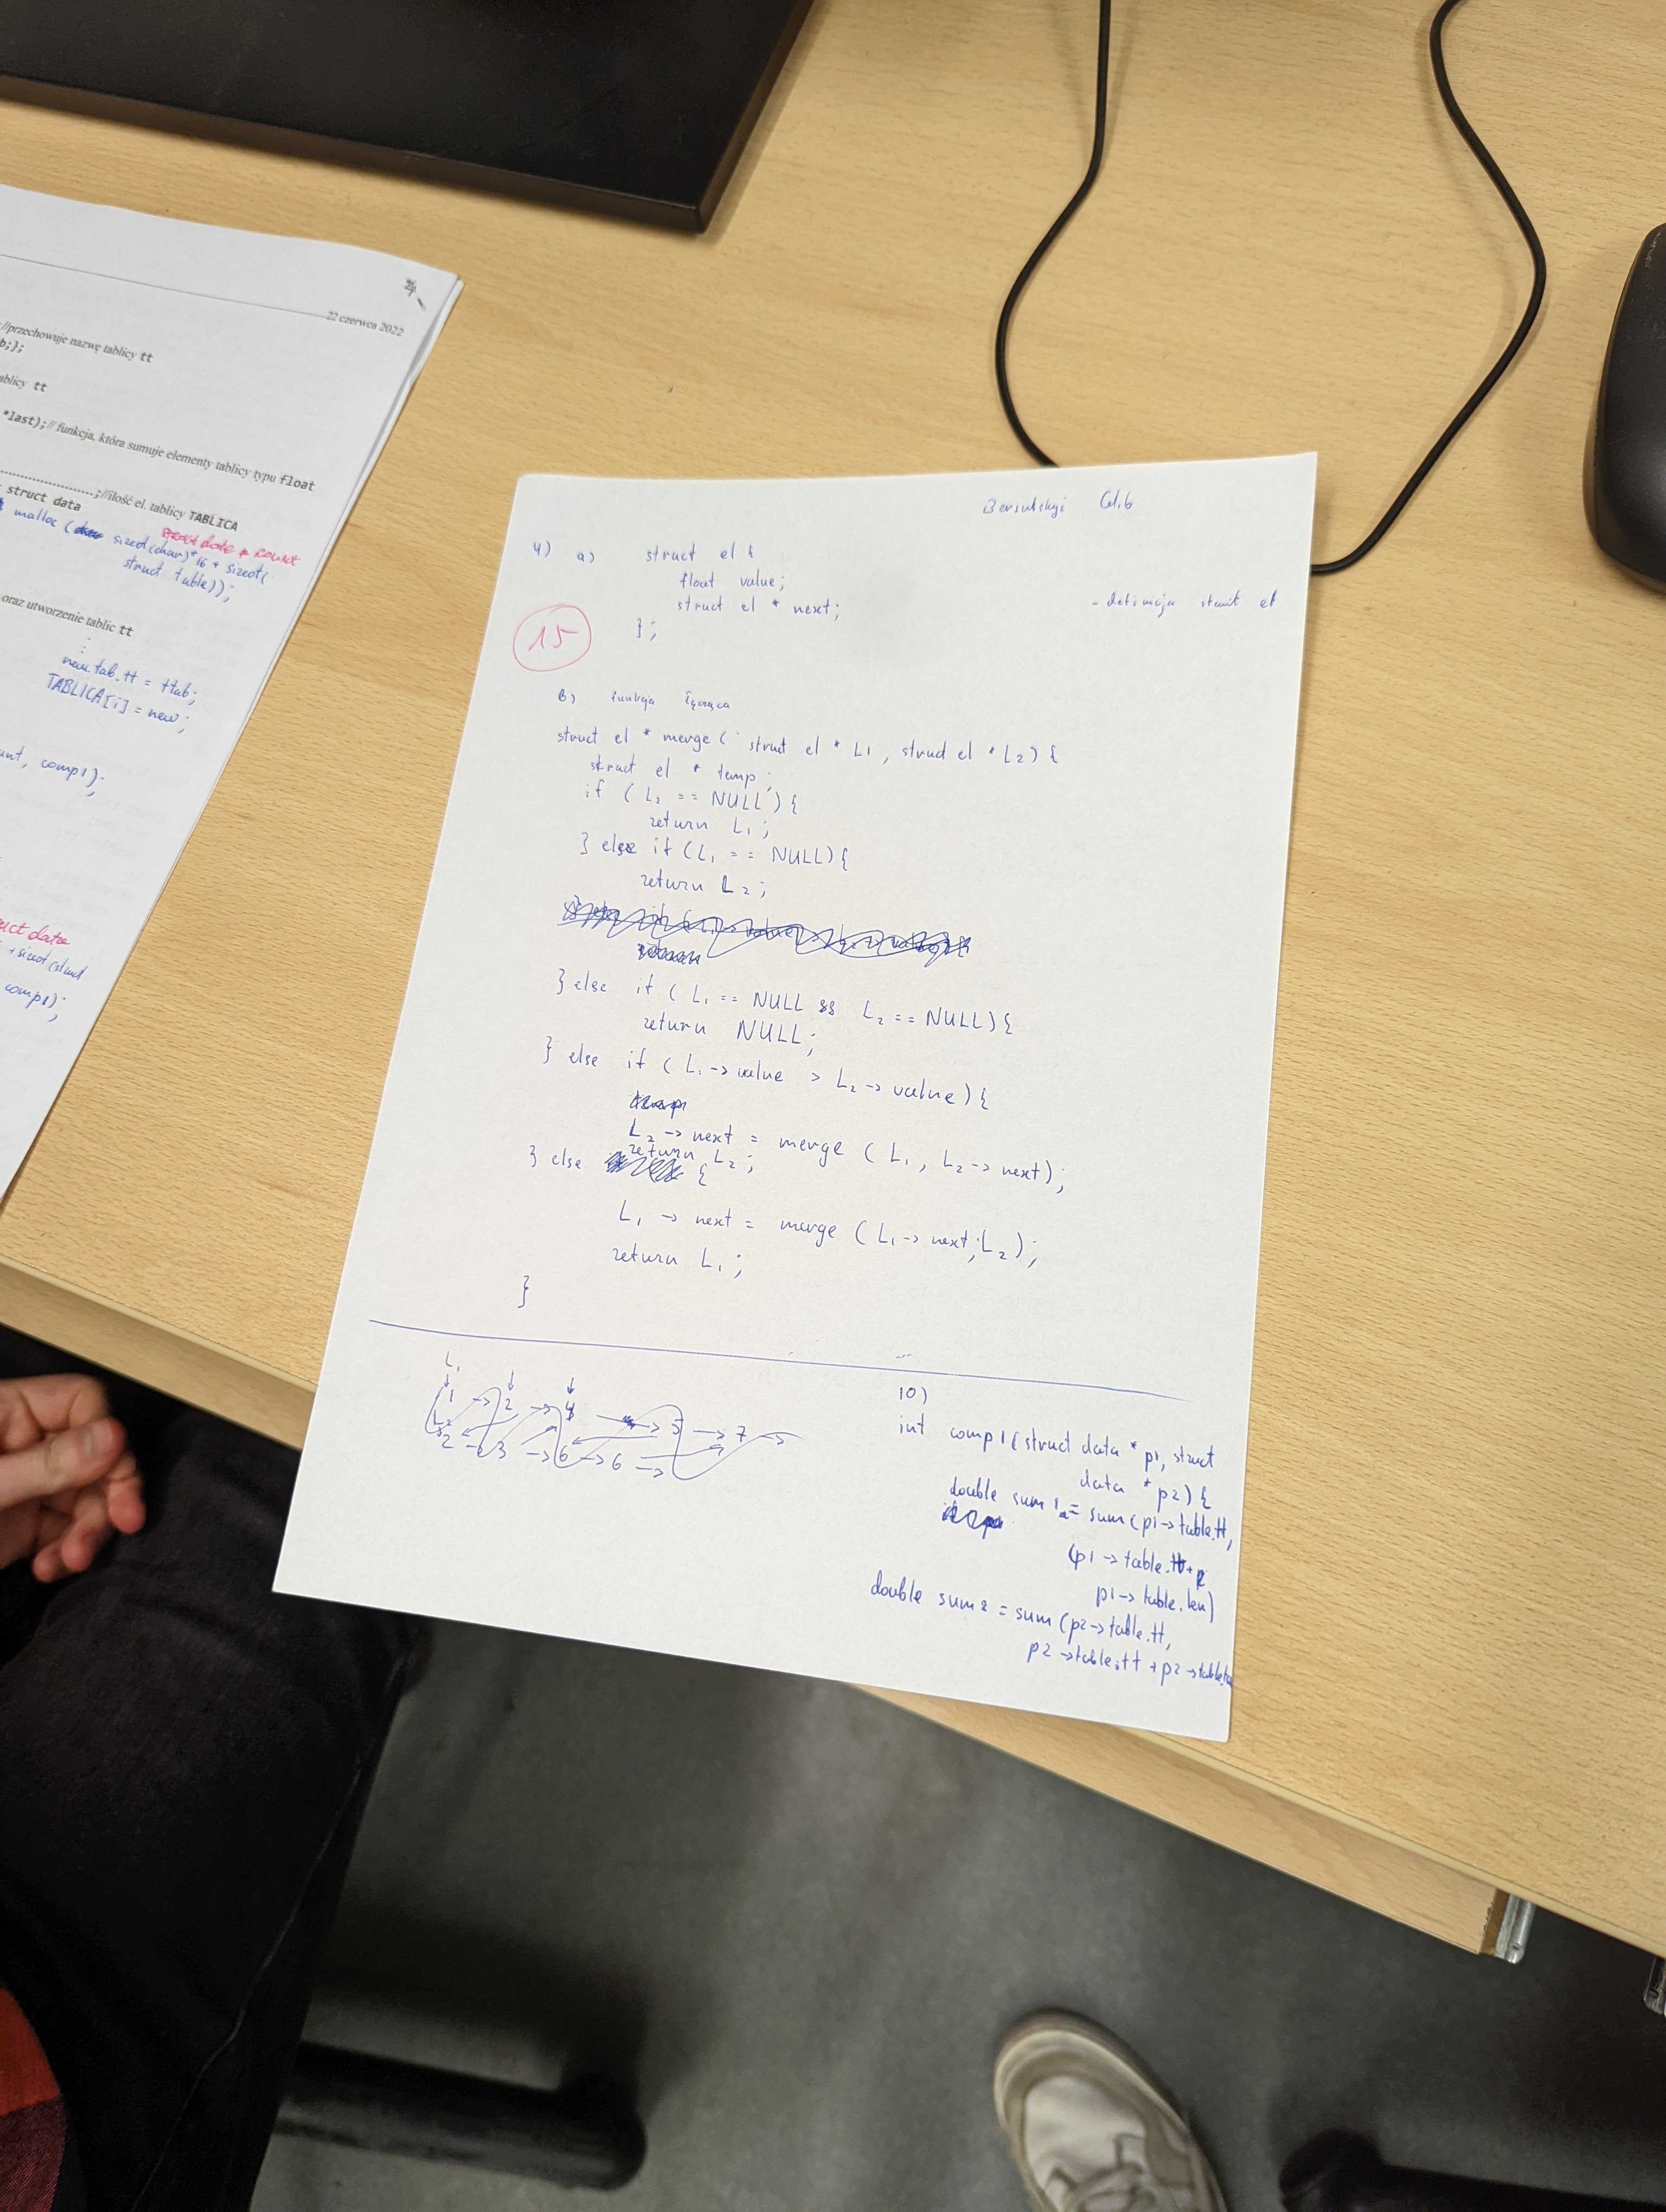 22 czerwca 2022
//przechowuje nazwę tablicy tt
b;};
ablicy tt
*last);// funkcja, która sumuje elementy tablicy typu float
;//ilość el. tablicy TABLICA
struct data
struct data * count
malloc ( sizeof(char)*16 + sizeof(
struct table));
oraz utworzenie tablic tt
new.tab.tt = ttab;
TABLICA[i] = new;
unt, comp1);
uct data
+sizeof(struct
comp1);
Bersutskyi Glib
4) a) struct el {
float value;
struct el * next; - definicja strukt el
};
15
b) funkcja łącząca
struct el * merge ( struct el * L1, struct el * L2) {
struct el * temp;
if ( L2 == NULL) {
return L1;
} else if (L1 == NULL) {
return L2;
} else if ( L1 == NULL && L2 == NULL) {
return NULL;
} else if ( L1 -> value > L2 -> value) {
L2 -> next = merge ( L1, L2 -> next);
return L2;
} else {
L1 -> next = merge ( L1 -> next, L2);
return L1;
}
L1
1 -> 2 -> 4 -> 5 -> 7 ->
L2
2 -> 3 -> 6 -> 6 ->
10)
int comp1(struct data * p1, struct
data * p2) {
double sum1 = sum(p1->table.tt,
(p1->table.tt +
p1->table.len)
double sum2 = sum(p2->table.tt,
p2->table.tt + p2->table